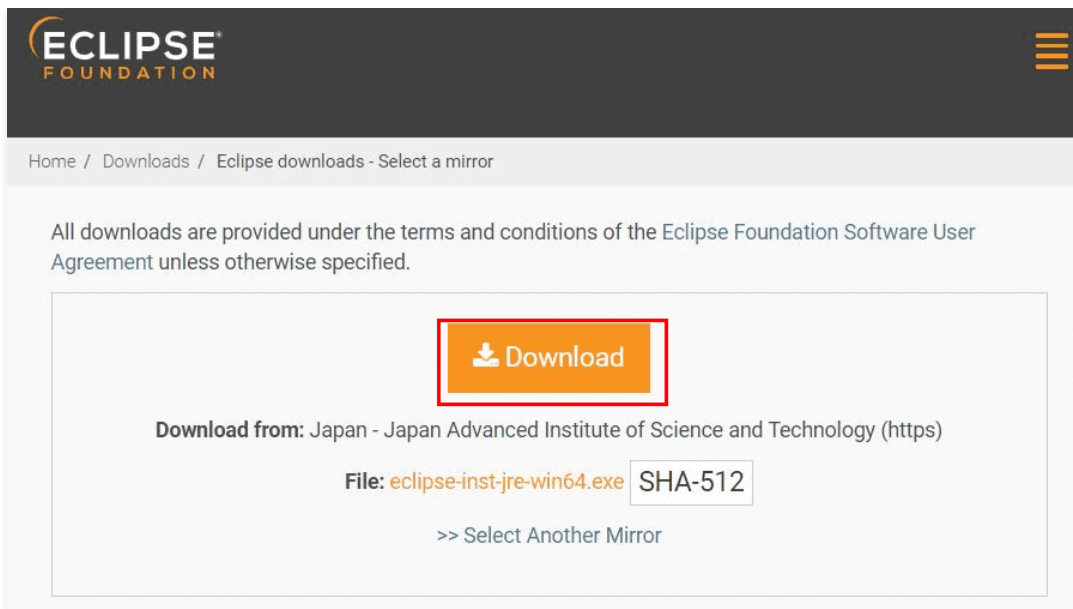 ECLIPSE®
FOUNDATION
Home / Downloads / Eclipse downloads - Select a mirror
All downloads are provided under the terms and conditions of the Eclipse Foundation Software User
Agreement unless otherwise specified.
Download
Download from: Japan - Japan Advanced Institute of Science and Technology (https)
File: eclipse-inst-jre-win64.exe SHA-512
>> Select Another Mirror